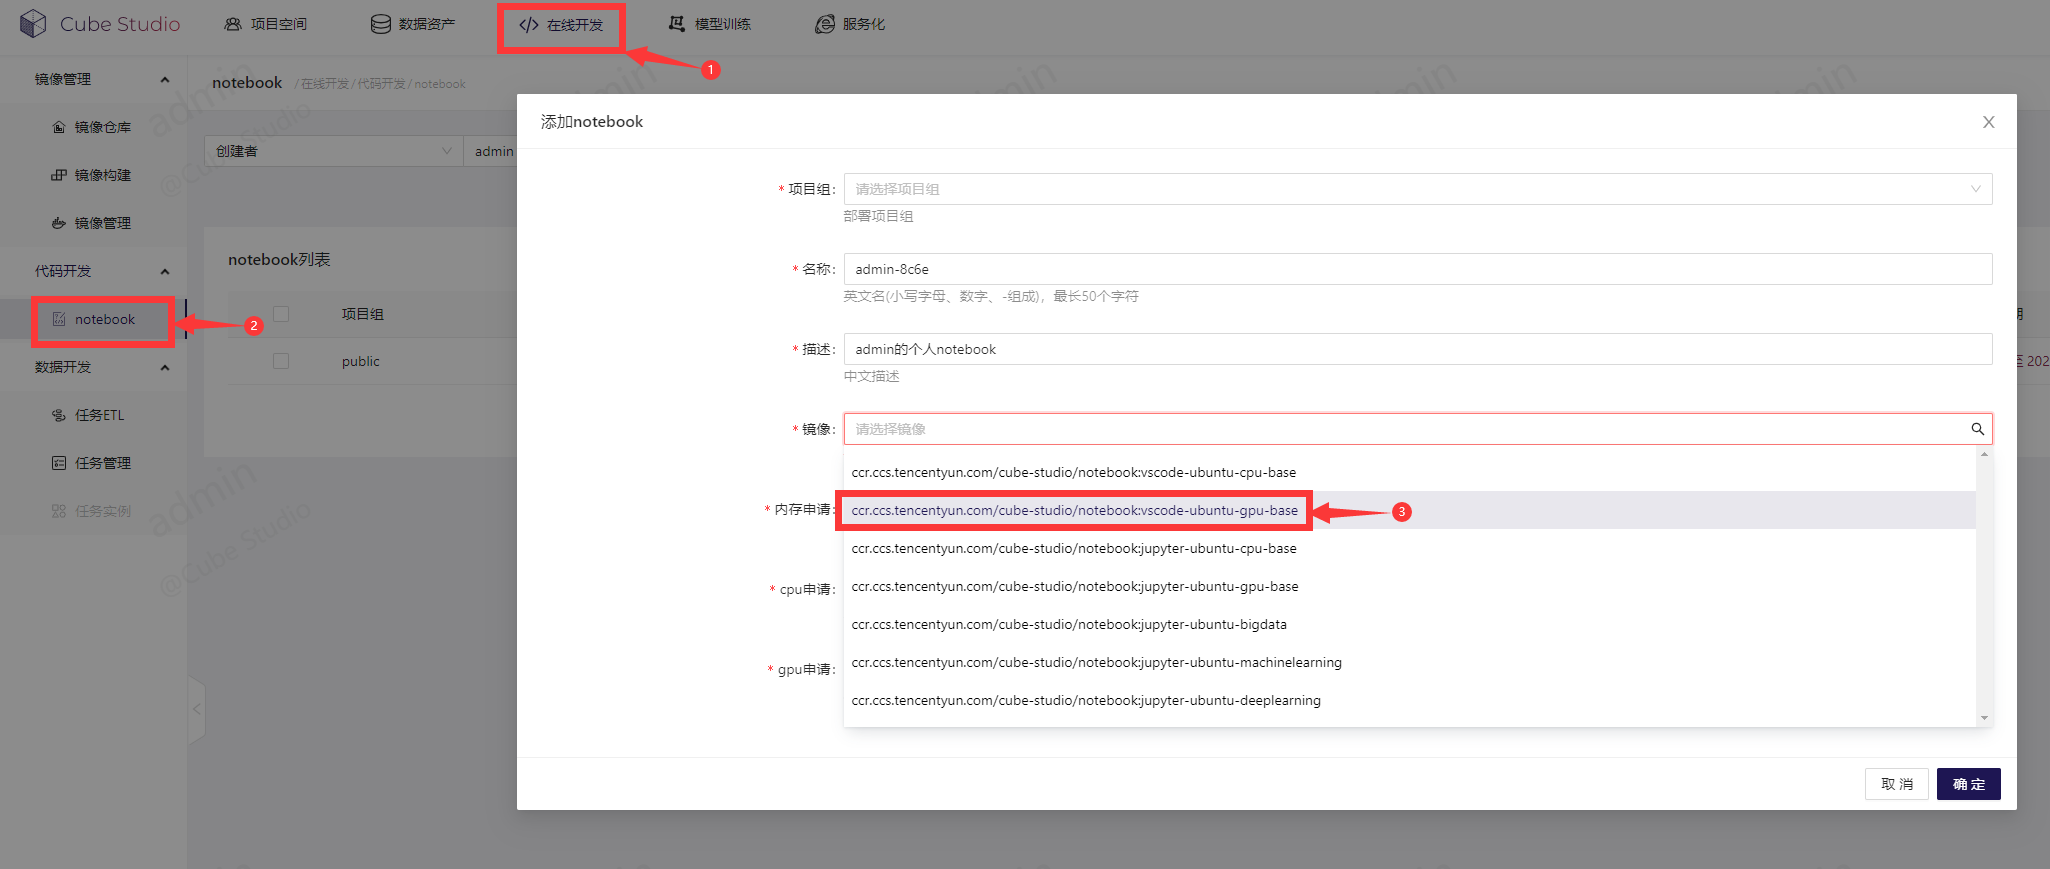 Cube Studio
项目空间
数据资产
在线开发
模型训练
服务化
1
镜像管理
镜像仓库
镜像构建
镜像管理
代码开发
notebook
2
数据开发
任务ETL
任务管理
任务实例
notebook
/ 在线开发 / 代码开发 / notebook
创建者
admin
notebook列表
项目组
public
期
至 202
添加notebook
* 项目组:
请选择项目组
部署项目组
* 名称:
admin-8c6e
英文名(小写字母、数字、-组成)，最长50个字符
* 描述:
admin的个人notebook
中文描述
* 镜像:
请选择镜像
ccr.ccs.tencentyun.com/cube-studio/notebook:vscode-ubuntu-cpu-base
* 内存申请:
ccr.ccs.tencentyun.com/cube-studio/notebook:vscode-ubuntu-gpu-base
3
ccr.ccs.tencentyun.com/cube-studio/notebook:jupyter-ubuntu-cpu-base
* cpu申请:
ccr.ccs.tencentyun.com/cube-studio/notebook:jupyter-ubuntu-gpu-base
ccr.ccs.tencentyun.com/cube-studio/notebook:jupyter-ubuntu-bigdata
* gpu申请:
ccr.ccs.tencentyun.com/cube-studio/notebook:jupyter-ubuntu-machinelearning
ccr.ccs.tencentyun.com/cube-studio/notebook:jupyter-ubuntu-deeplearning
取 消
确 定
admin
@Cube Studio
admin
@Cube Studio
admin
admin
admin
admin